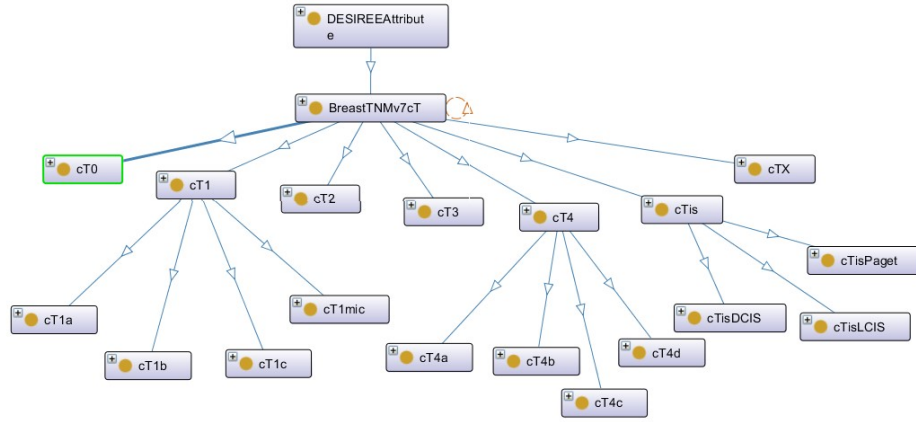 DESIREEAttribut
e
BreastTNMv7cT
cT0
cT1
cT2
cT3
cT4
cTis
cTX
cTisPaget
cT1a
cT1b
cT1c
cT1mic
cT4a
cT4b
cT4c
cT4d
cTisDCIS
cTisLCIS